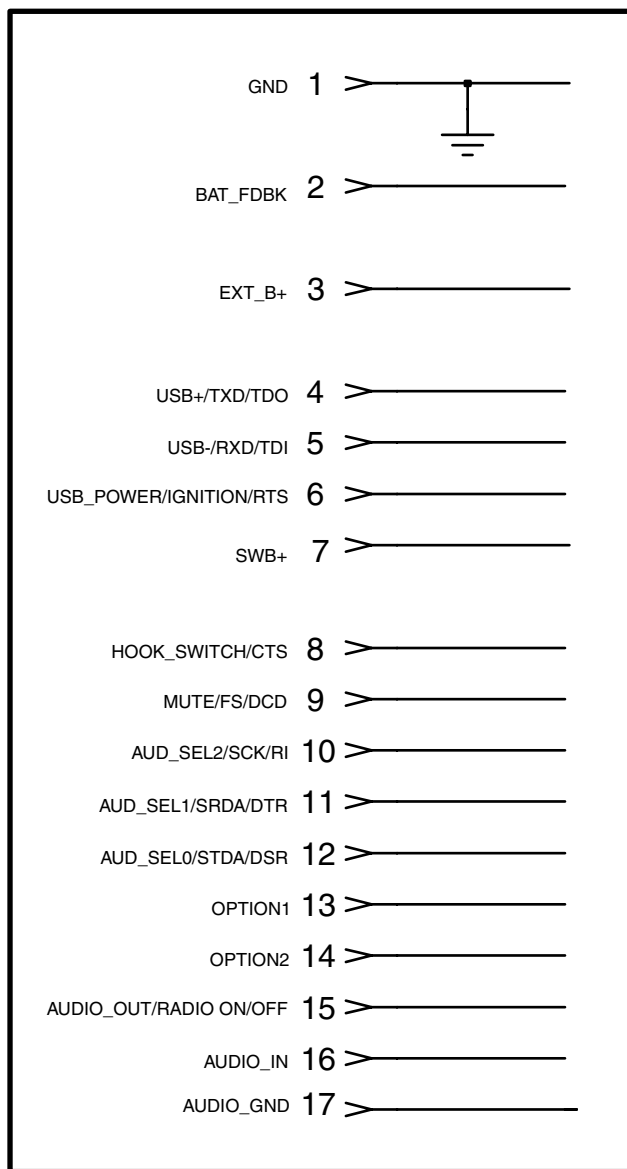 GND 1
BAT_FDBK 2
EXT_B+ 3
USB+/TXD/TDO 4
USB-/RXD/TDI 5
USB_POWER/IGNITION/RTS 6
SWB+ 7
HOOK_SWITCH/CTS 8
MUTE/FS/DCD 9
AUD_SEL2/SCK/RI 10
AUD_SEL1/SRDA/DTR 11
AUD_SEL0/STDA/DSR 12
OPTION1 13
OPTION2 14
AUDIO_OUT/RADIO ON/OFF 15
AUDIO_IN 16
AUDIO_GND 17